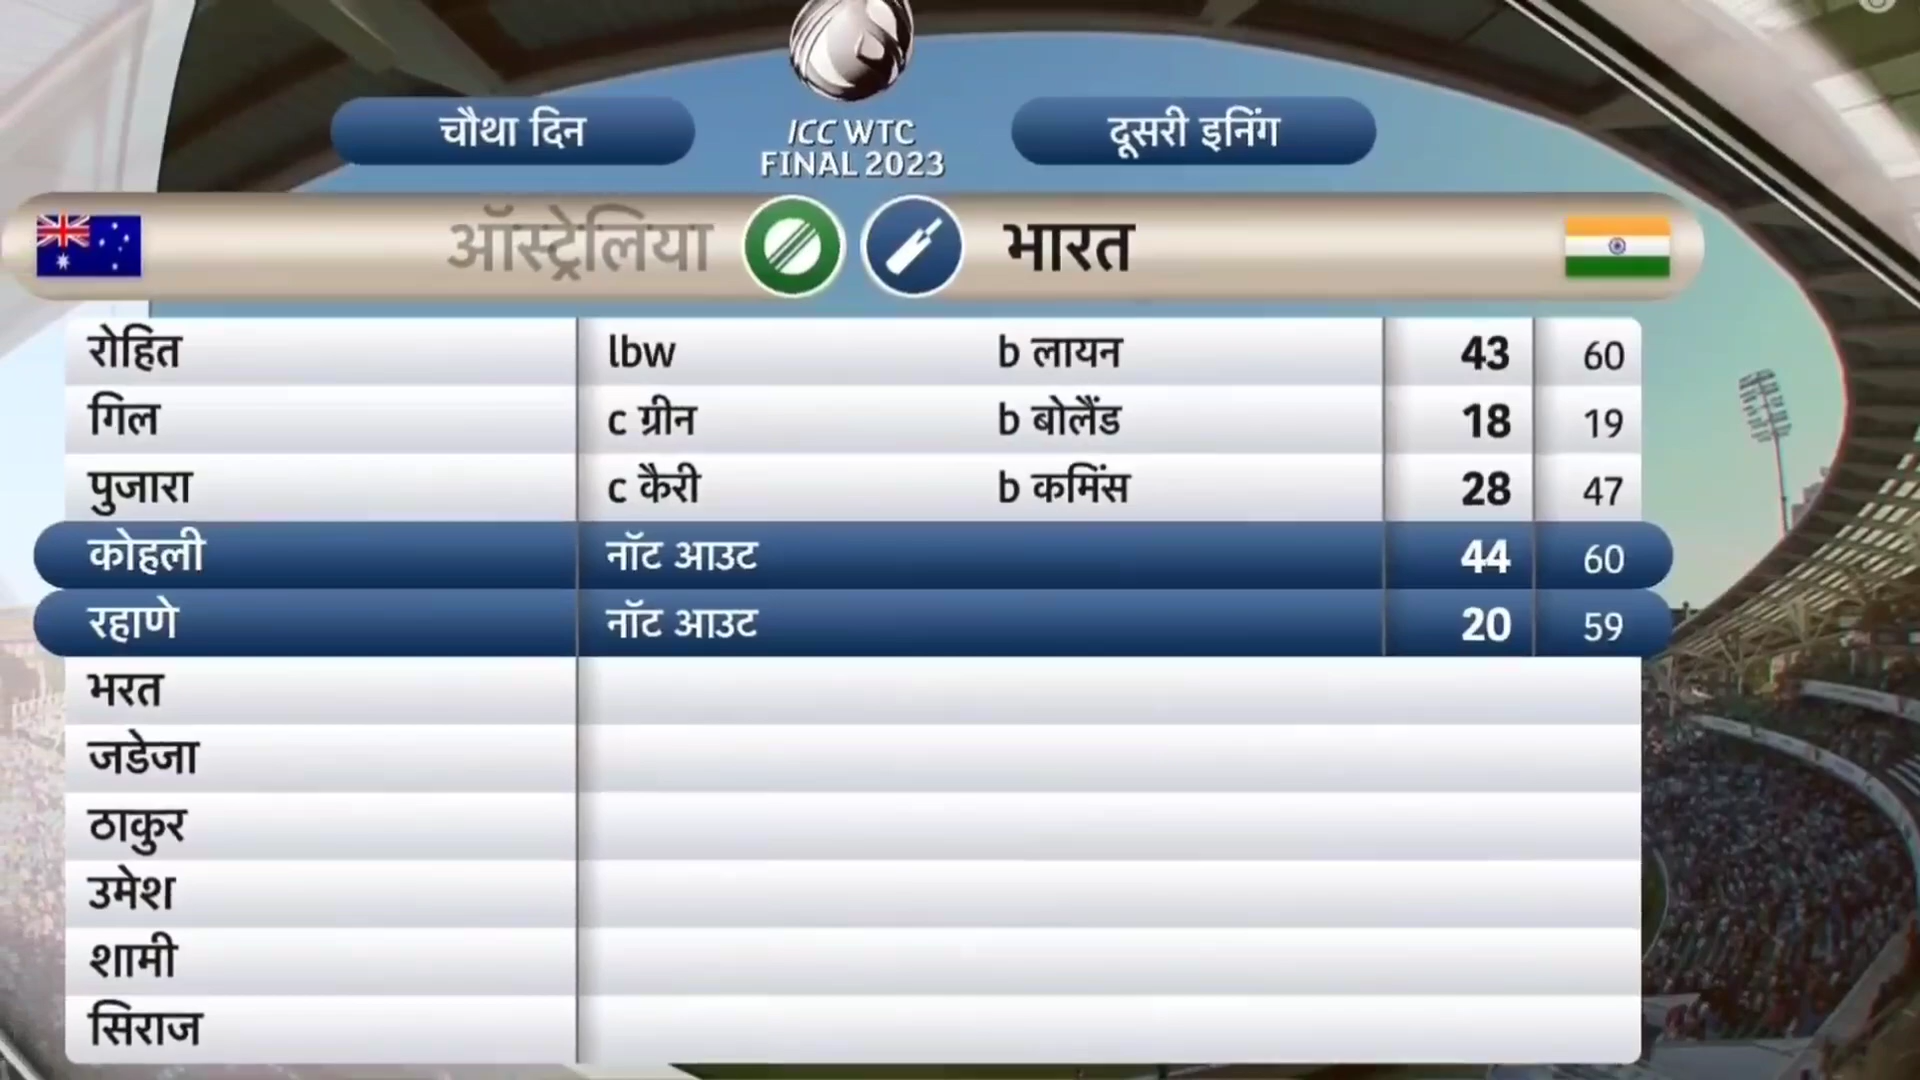 चौथा दिन
ICC WTC
FINAL 2023
दूसरी इनिंग
ऑस्ट्रेलिया भारत
रोहित lbw b लायन 43 60
गिल c ग्रीन b बोलैंड 18 19
पुजारा c कैरी b कमिंस 28 47
कोहली नॉट आउट 44 60
रहाणे नॉट आउट 20 59
भरत
जडेजा
ठाकुर
उमेश
शामी
सिराज